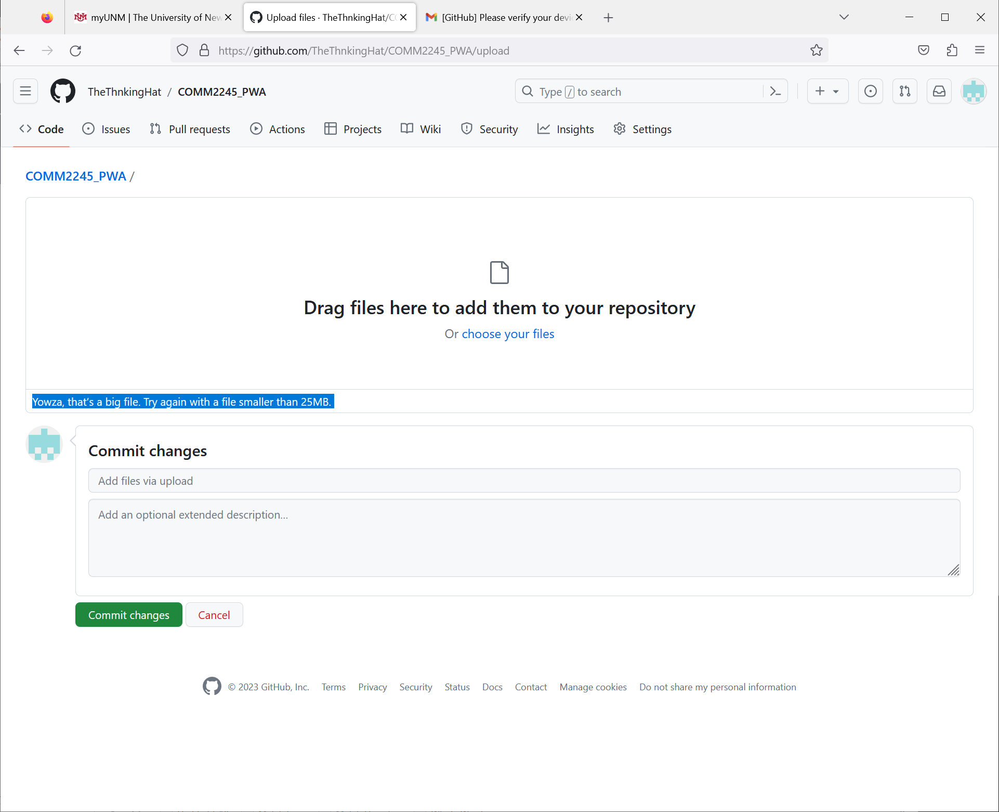 myUNM | The University of New
Upload files · TheThnkingHat/CO
[GitHub] Please verify your devi
https://github.com/TheThnkingHat/COMM2245_PWA/upload
TheThnkingHat / COMM2245_PWA
Type / to search
Code
Issues
Pull requests
Actions
Projects
Wiki
Security
Insights
Settings
COMM2245_PWA /
Drag files here to add them to your repository
Or choose your files
Yowza, that's a big file. Try again with a file smaller than 25MB.
Commit changes
Add files via upload
Add an optional extended description...
Commit changes
Cancel
© 2023 GitHub, Inc.
Terms
Privacy
Security
Status
Docs
Contact
Manage cookies
Do not share my personal information